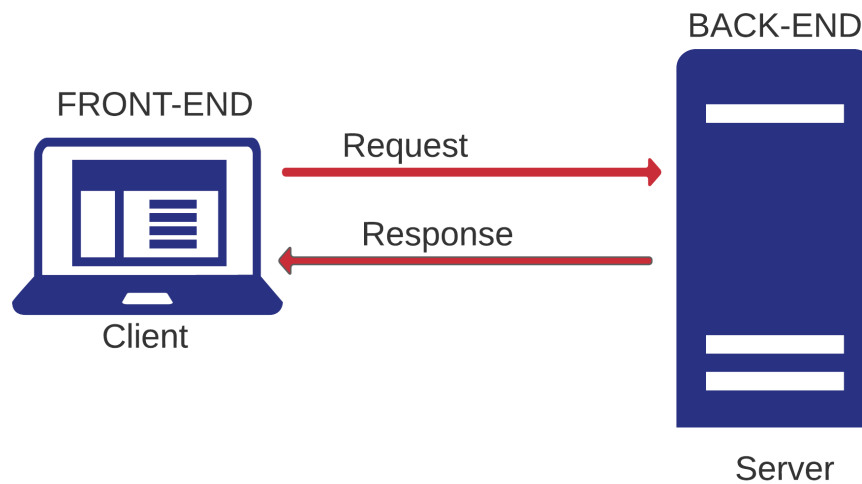 BACK-END
FRONT-END
Request
Response
Client
Server